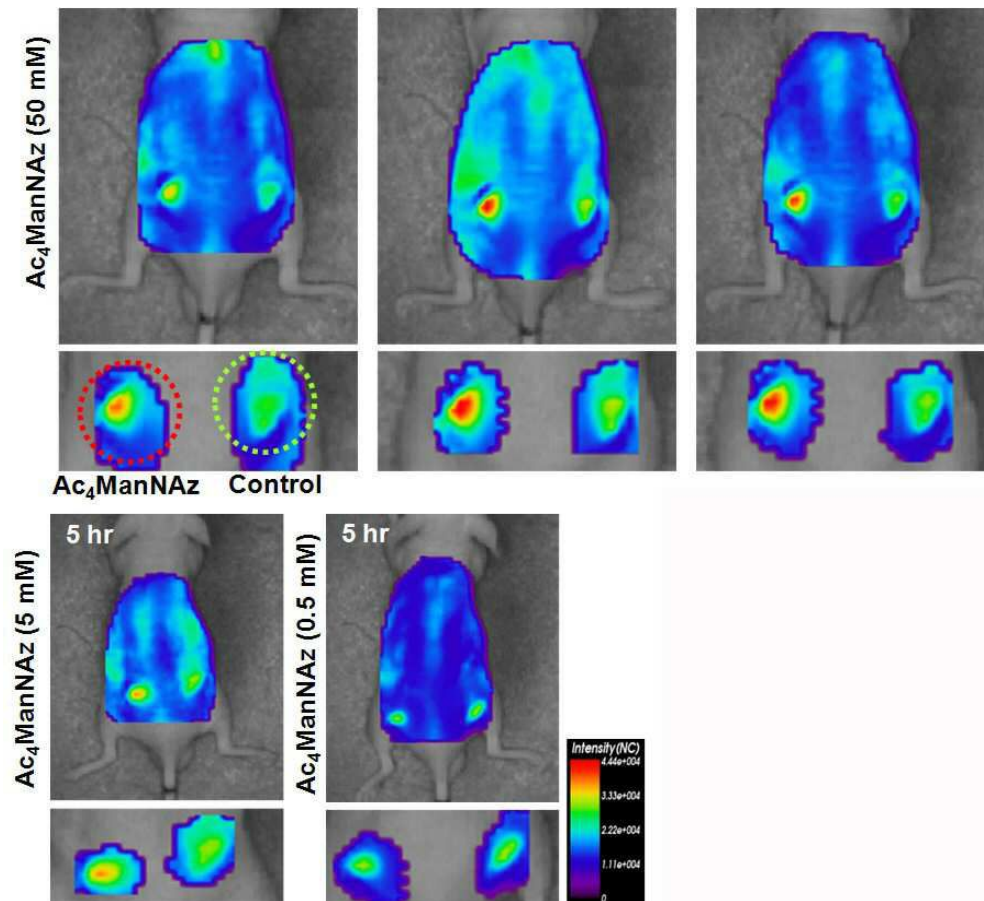 Ac₄ManNAz (50 mM)
Ac₄ManNAz
Control
Ac₄ManNAz (5 mM)
5 hr
Ac₄ManNAz (0.5 mM)
5 hr
Intensity (NC)
4.44e+004
3.33e+004
2.22e+004
1.11e+004
0